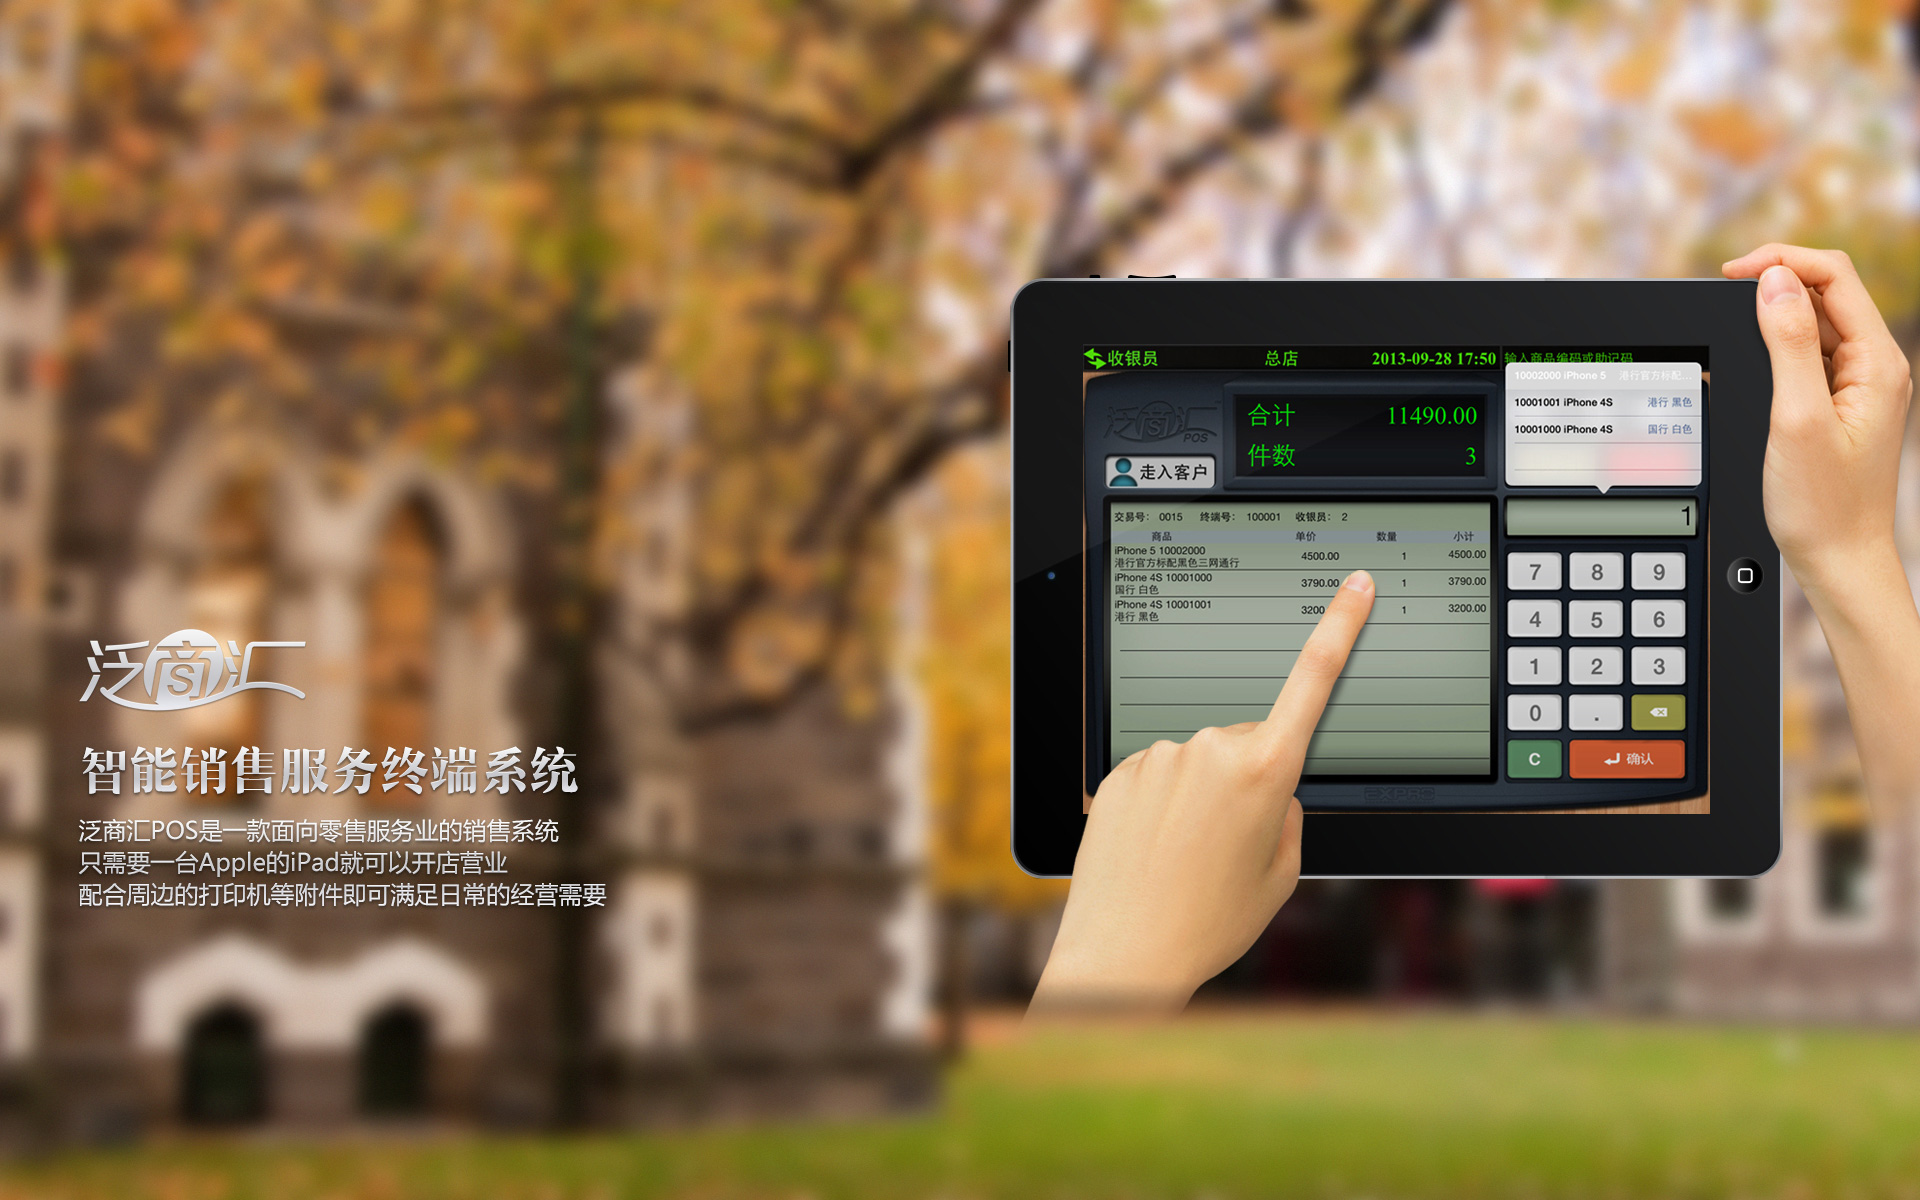 泛商汇
智能销售服务终端系统
泛商汇POS是一款面向零售服务业的销售系统
只需要一台Apple的iPad就可以开店营业
配合周边的打印机等附件即可满足日常的经营需要
收银员 总店 2013-09-28 17:50 输入商品编码或助记码
泛商汇 POS
走入客户
合计 11490.00
件数 3
10002000 iPhone 5 港行官方标配...
10001001 iPhone 4S 港行 黑色
10001000 iPhone 4S 国行 白色
1
交易号: 0015 终端号: 100001 收银员: 2
商品 单价 数量 小计
iPhone 5 10002000 4500.00 1 4500.00
港行官方标配黑色三网通行
iPhone 4S 10001000 3790.00 1 3790.00
国行 白色
iPhone 4S 10001001 3200 1 3200.00
港行 黑色
7 8 9
4 5 6
1 2 3
0 .
C 确认
EXPRO